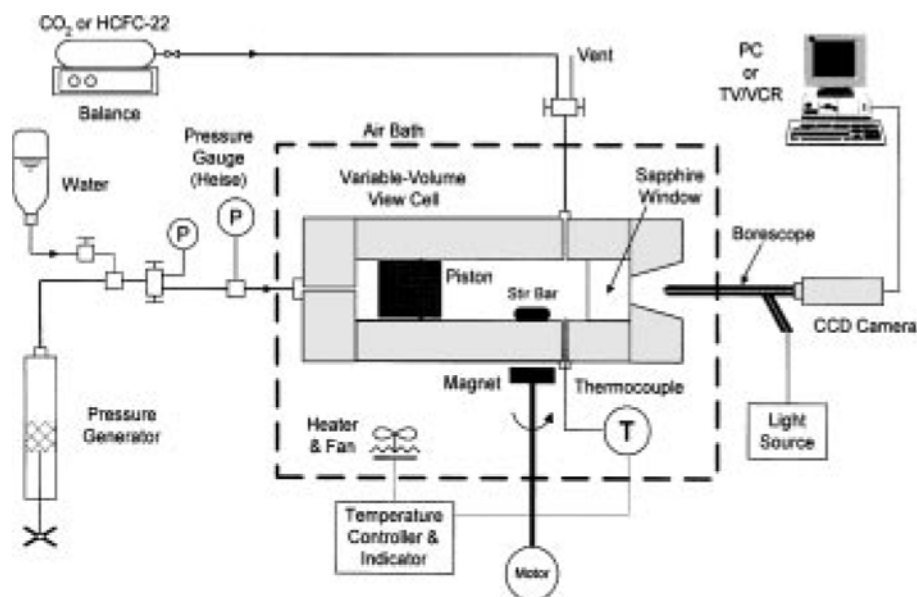 CO2 or HCFC-22
Balance
Vent
PC
or
TV/VCR
Water
Pressure
Gauge
(Heise)
P
P
Air Bath
Variable-Volume
View Cell
Sapphire
Window
Borescope
Piston
Stir Bar
CCD Camera
Pressure
Generator
Magnet
Thermocouple
Heater
& Fan
T
Light
Source
Temperature
Controller &
Indicator
Motor